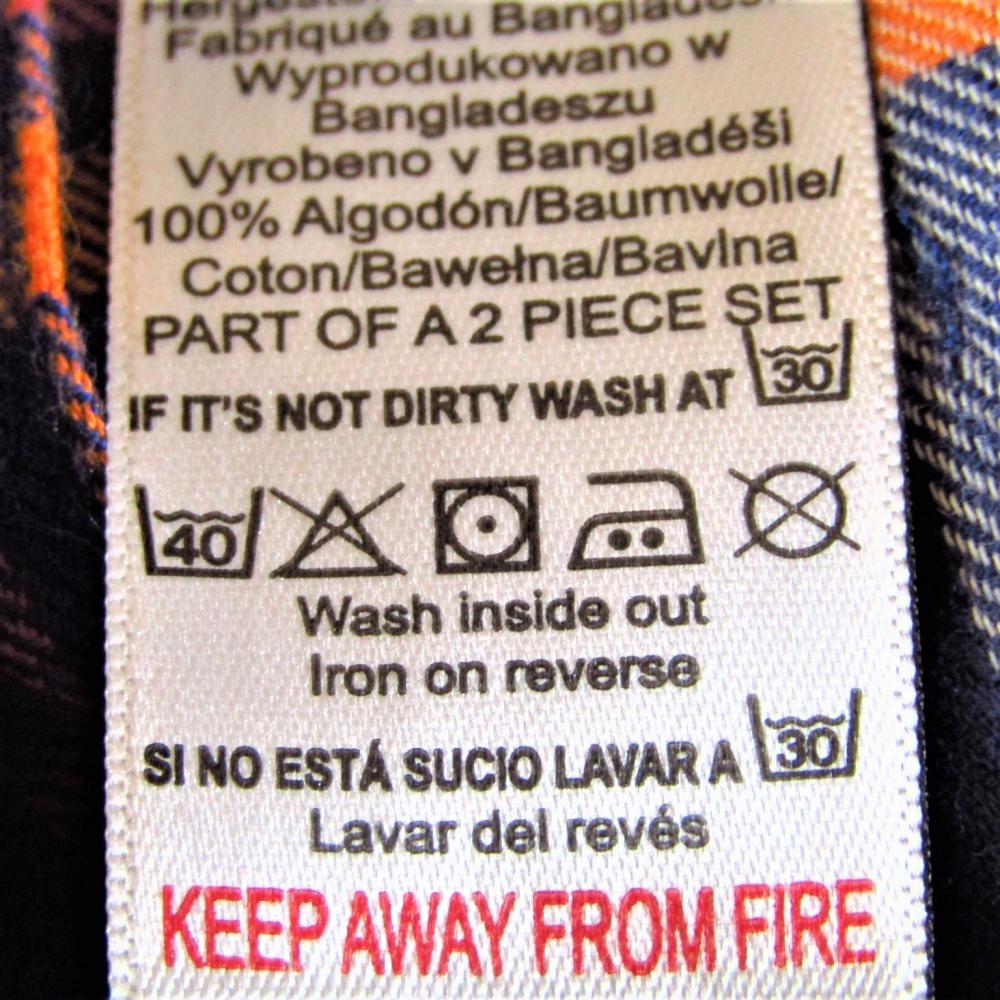 Fabriqué au
Wyprodukowano w
Bangladeszu
Vyrobeno v Bangladéši
100% Algodón/Baumwolle/
Coton/Bawełna/Bavlna
PART OF A 2 PIECE SET
IF IT'S NOT DIRTY WASH AT 30
40
Wash inside out
Iron on reverse
SI NO ESTÁ SUCIO LAVAR A 30
Lavar del revés
KEEP AWAY FROM FIRE